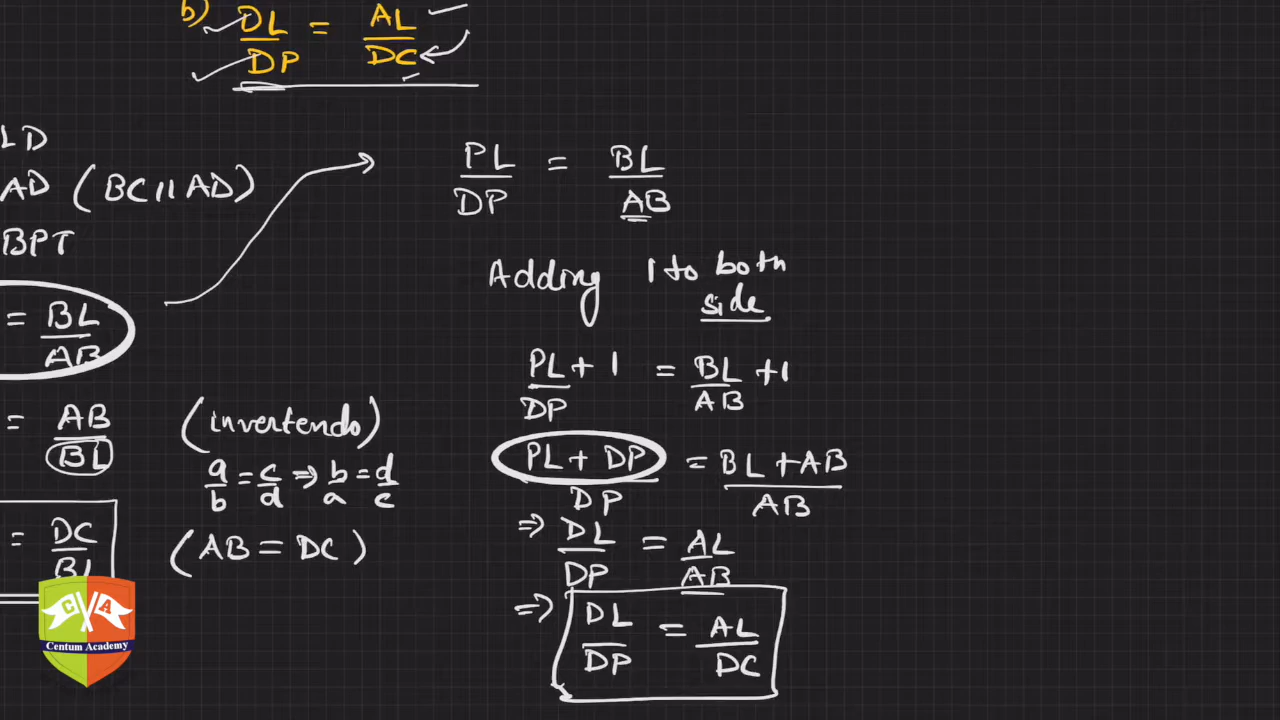 b) DL/DP = AL/DC
LD
AD (BC || AD)
BPT
= BL/AB
= AB/BL (invertendo)
a/b = c/d ⇒ b/a = d/c
= DC/BL (AB = DC)
PL/DP = BL/AB
Adding 1 to both
side
PL/DP + 1 = BL/AB + 1
PL + DP/DP = BL + AB/AB
⇒ DL/DP = AL/AB
⇒ DL/DP = AL/DC
C A
Centum Academy